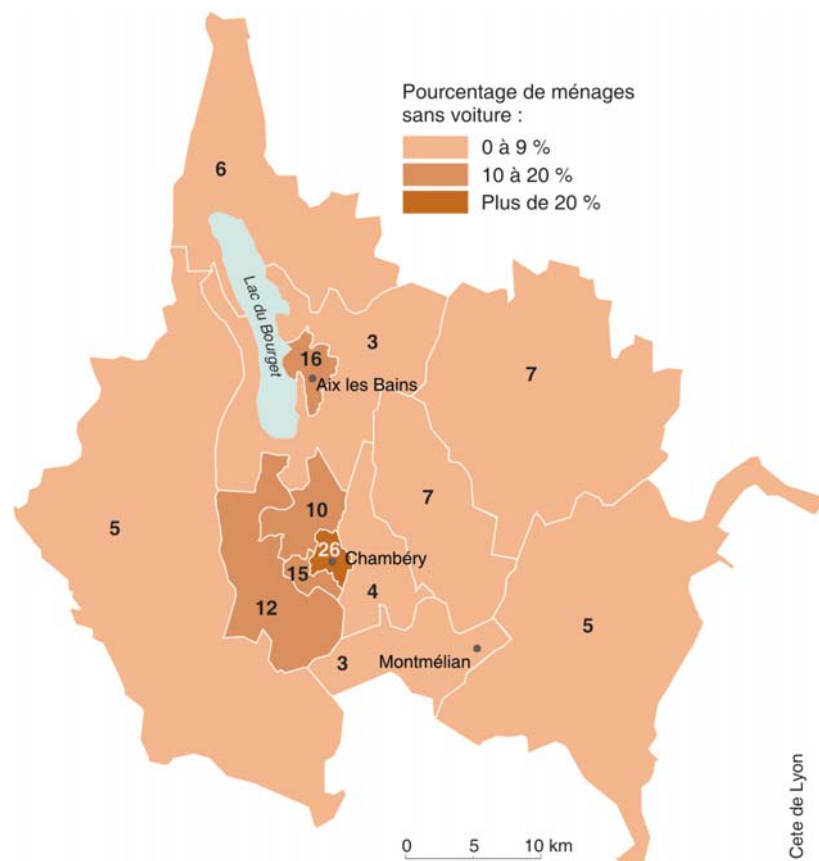 Pourcentage de ménages
sans voiture :
0 à 9 %
10 à 20 %
Plus de 20 %
6
Lac du Bourget
3
16
Aix les Bains
7
7
5
10
26
Chambéry
15
4
12
5
3
Montmélian
0 5 10 km
Cete de Lyon